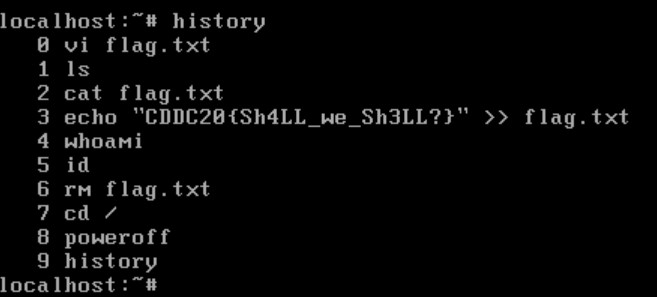 localhost:~# history
0 vi flag.txt
1 ls
2 cat flag.txt
3 echo "CDDC20{Sh4LL_we_Sh3LL?}" >> flag.txt
4 whoami
5 id
6 rm flag.txt
7 cd /
8 poweroff
9 history
localhost:~#